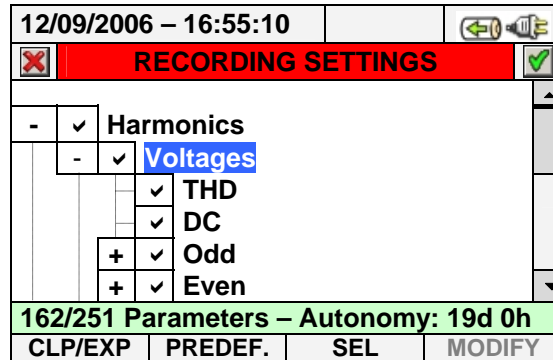 12/09/2006 – 16:55:10
RECORDING SETTINGS
- Harmonics
- Voltages
THD
DC
+ Odd
+ Even
162/251 Parameters – Autonomy: 19d 0h
CLP/EXP PREDEF. SEL MODIFY